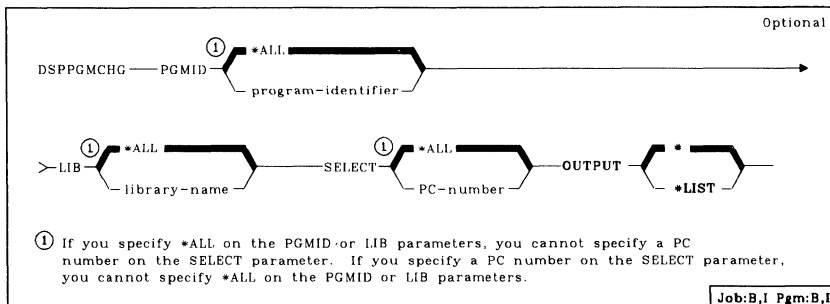 Optional
① *ALL
DSPPGMCHG PGMID
program-identifier
① *ALL ① *ALL *
>LIB SELECT OUTPUT
library-name PC-number *LIST
① If you specify *ALL on the PGMID or LIB parameters, you cannot specify a PC
number on the SELECT parameter. If you specify a PC number on the SELECT parameter,
you cannot specify *ALL on the PGMID or LIB parameters.
Job:B,I Pgm:B,I